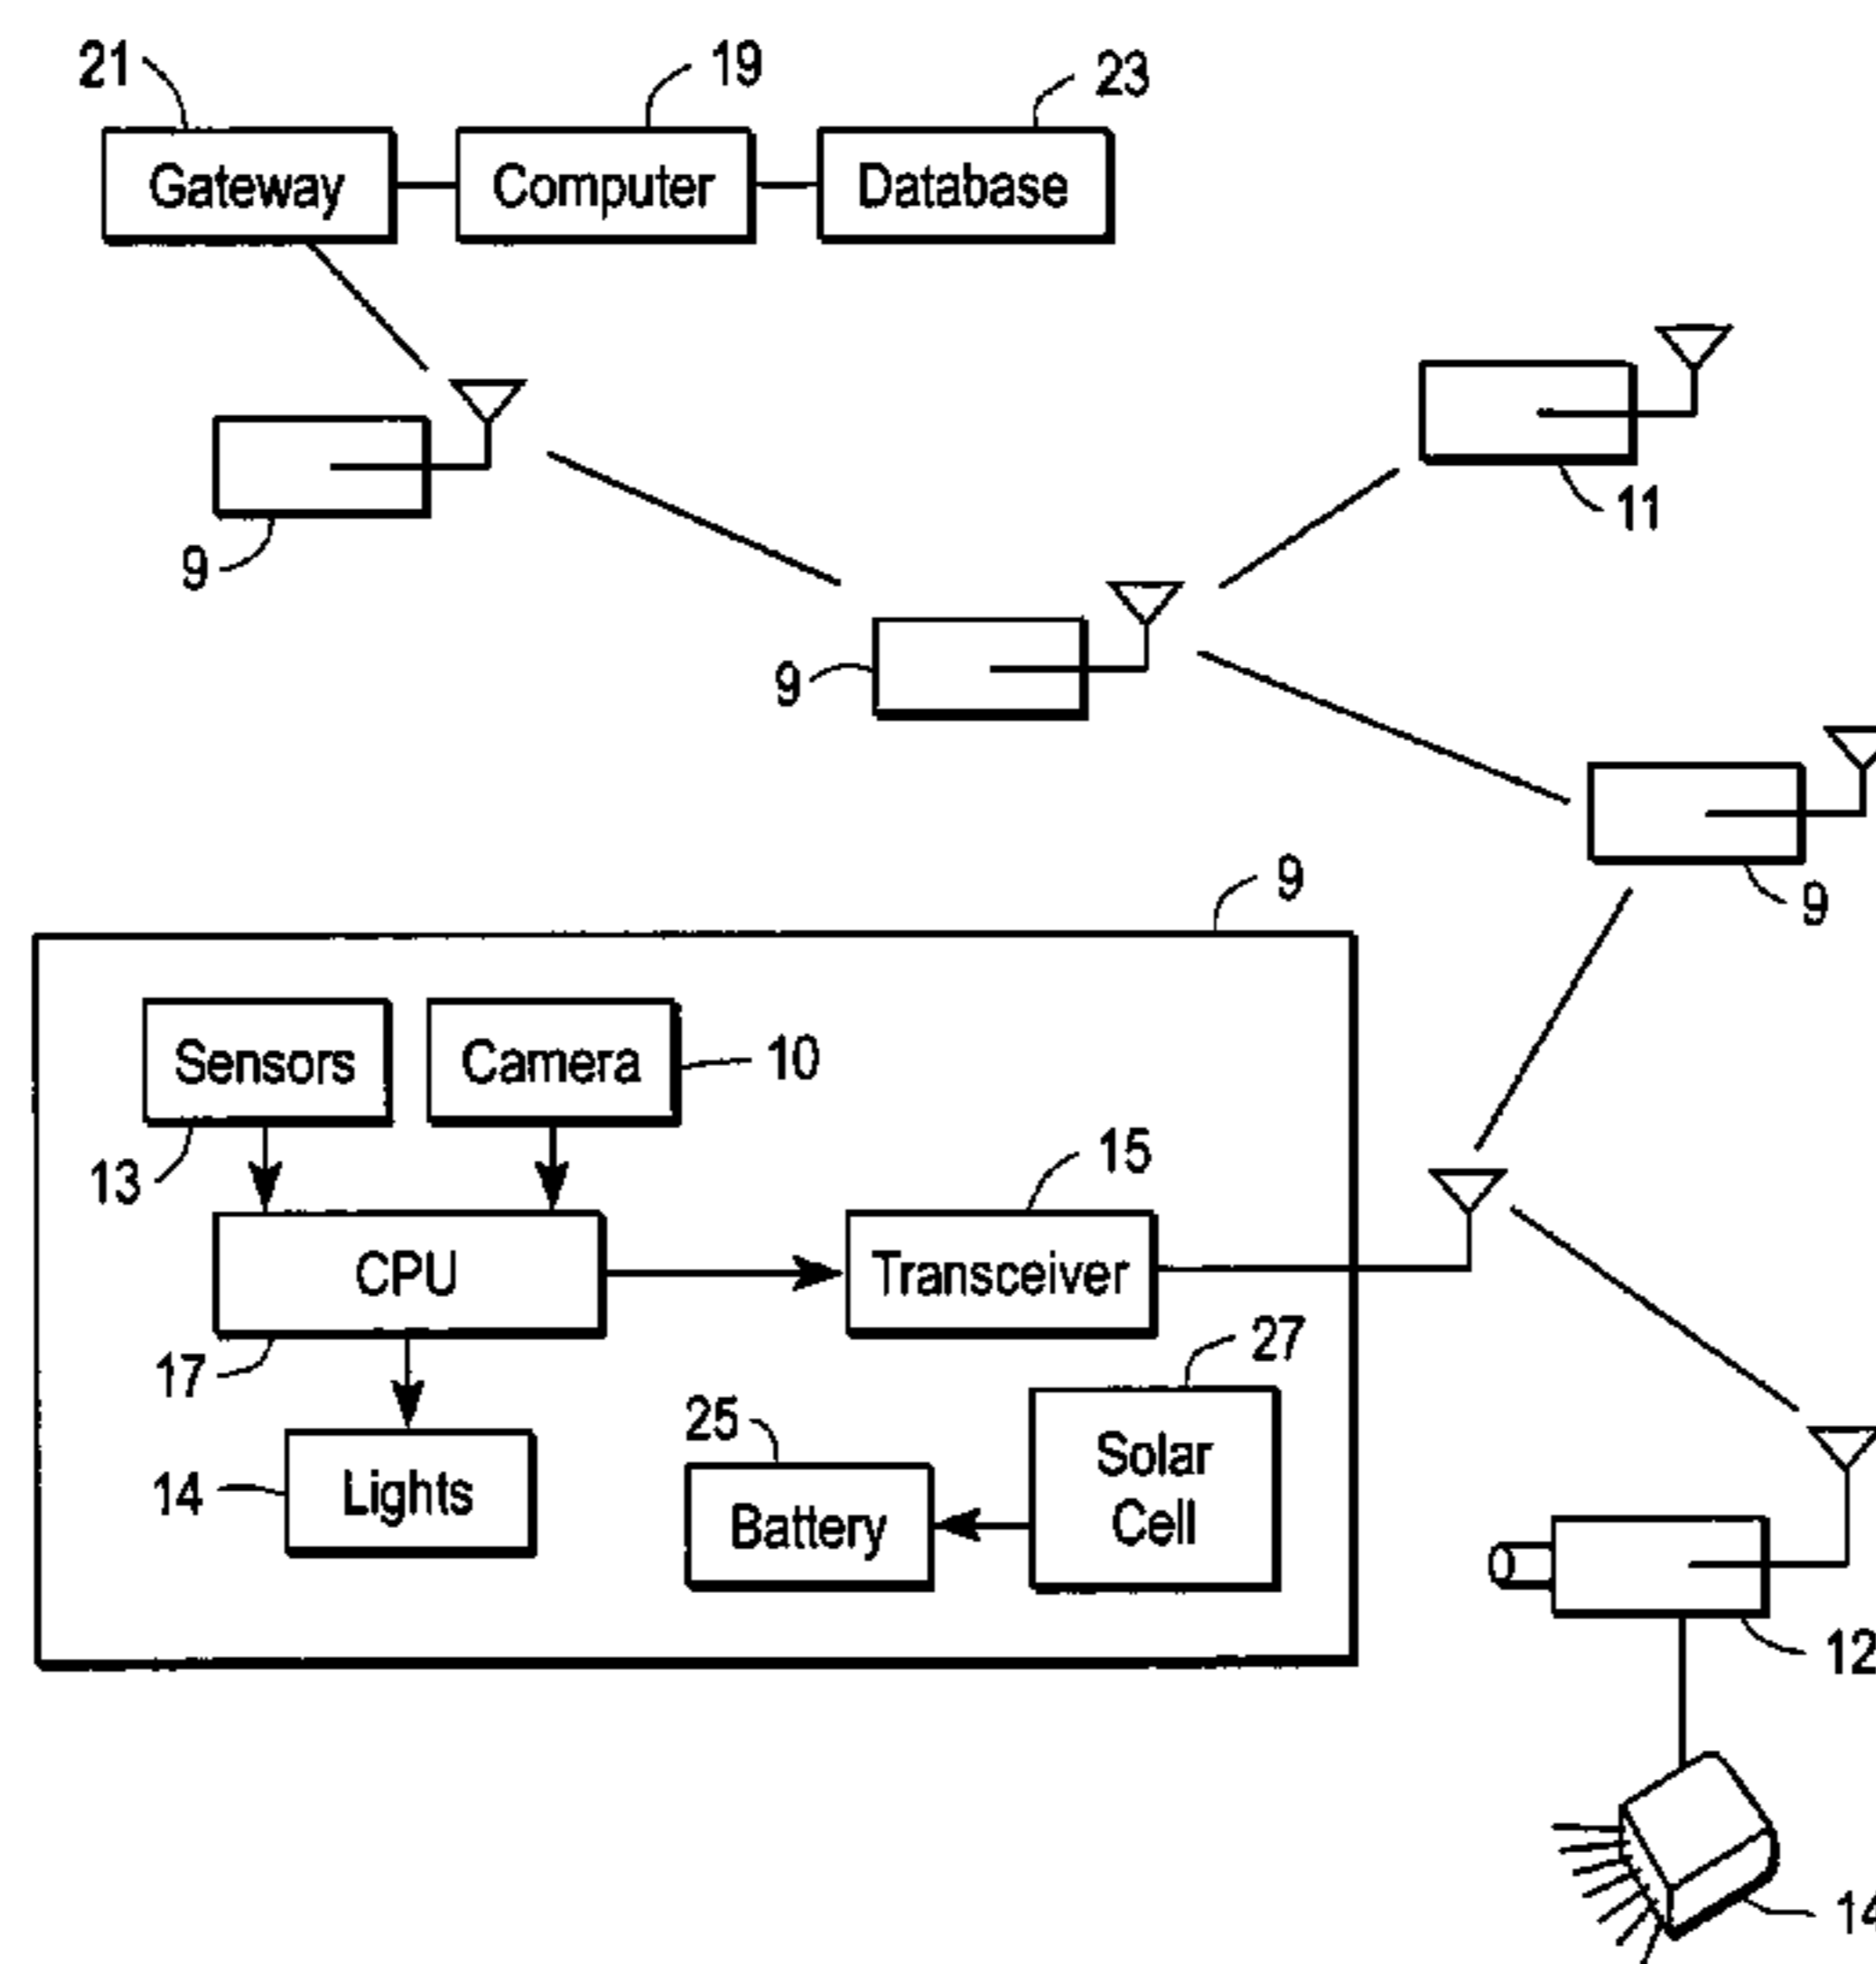 21
19
23
Gateway
Computer
Database
11
9
9
9
9
Sensors
Camera
10
13
15
CPU
Transceiver
17
27
25
Solar
Cell
14
Lights
Battery
12
14